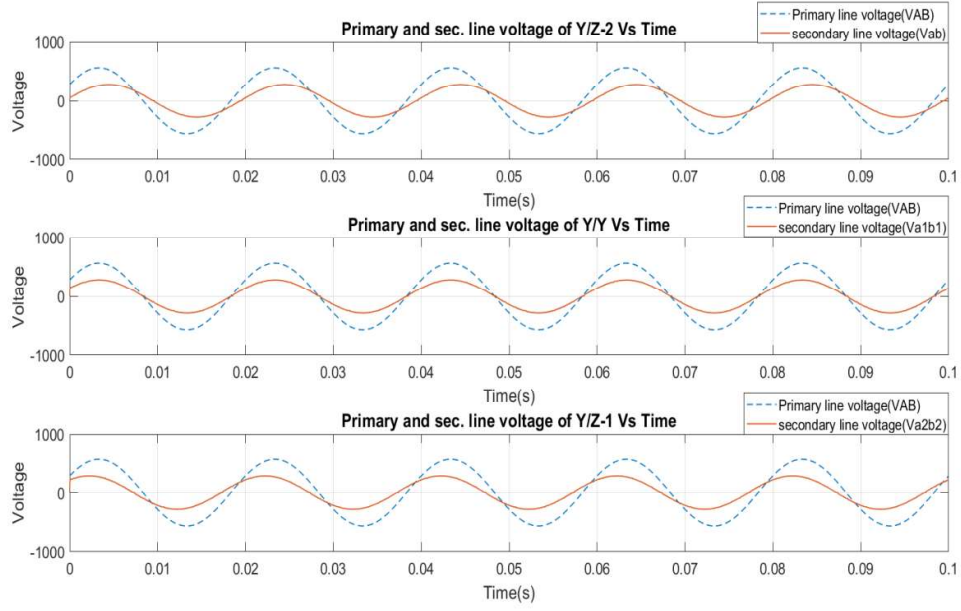 Primary and sec. line voltage of Y/Z-2 Vs Time
Primary line voltage(VAB)
secondary line voltage(Vab)
1000
0
-1000
Voltage
0 0.01 0.02 0.03 0.04 0.05 0.06 0.07 0.08 0.09 0.1
Time(s)
Primary and sec. line voltage of Y/Y Vs Time
Primary line voltage(VAB)
secondary line voltage(Va1b1)
1000
0
-1000
Voltage
0 0.01 0.02 0.03 0.04 0.05 0.06 0.07 0.08 0.09 0.1
Time(s)
Primary and sec. line voltage of Y/Z-1 Vs Time
Primary line voltage(VAB)
secondary line voltage(Va2b2)
1000
0
-1000
Voltage
0 0.01 0.02 0.03 0.04 0.05 0.06 0.07 0.08 0.09 0.1
Time(s)